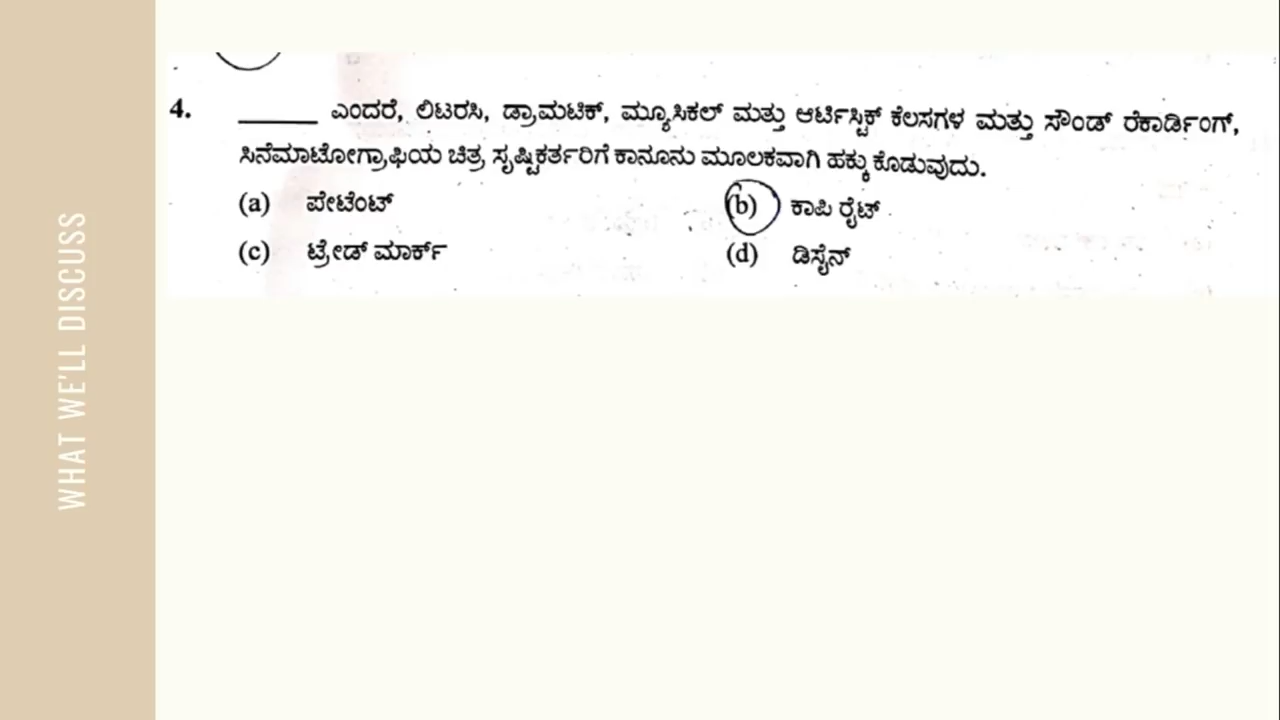 WHAT WE'LL DISCUSS
4. ______ ಎಂದರೆ, ಲಿಟರಸಿ, ಡ್ರಾಮಟಿಕ್, ಮ್ಯೂಸಿಕಲ್ ಮತ್ತು ಆರ್ಟಿಸ್ಟಿಕ್ ಕೆಲಸಗಳ ಮತ್ತು ಸೌಂಡ್ ರೆಕಾರ್ಡಿಂಗ್,
ಸಿನೆಮಾಟೋಗ್ರಾಫಿಯ ಚಿತ್ರ ಸೃಷ್ಟಿಕರ್ತರಿಗೆ ಕಾನೂನು ಮೂಲಕವಾಗಿ ಹಕ್ಕು ಕೊಡುವುದು.
(a) ಪೇಟೆಂಟ್ (b) ಕಾಪಿ ರೈಟ್
(c) ಟ್ರೇಡ್ ಮಾರ್ಕ್ (d) ಡಿಸೈನ್